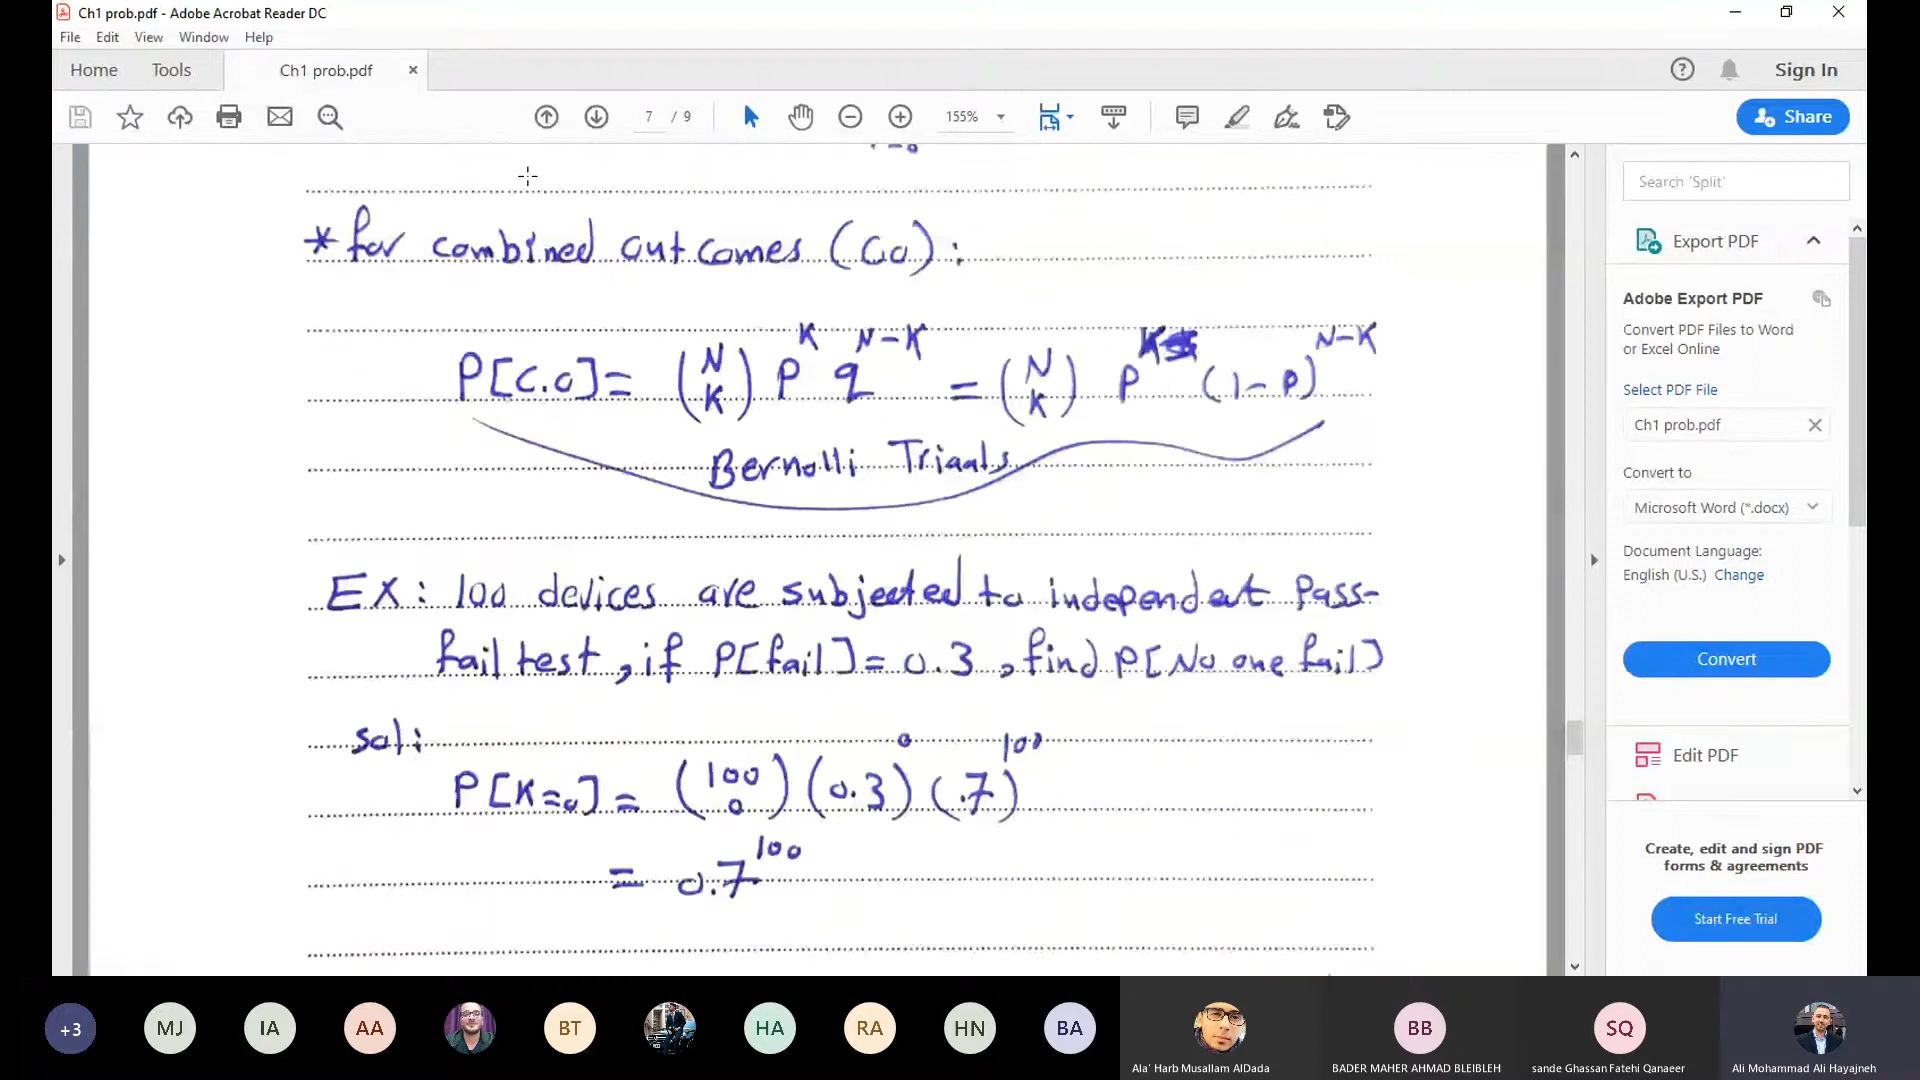 Ch1 prob.pdf - Adobe Acrobat Reader DC
File Edit View Window Help
Home Tools Ch1 prob.pdf × Sign In
7 / 9 155% Share
Search 'Split'
*for combined outcomes (Co):
P[C.O] = (N K) P^K q^N-K = (N K) P^K (1-P)^N-K
Bernolli Triaals
EX: 100 devices are subjected to independent Pass-
fail test, if P[fail] = 0.3, find P[No one fail]
sol:
P[K=0] = (100 0) (0.3)^0 (.7)^100
= 0.7^100
Export PDF
Adobe Export PDF
Convert PDF Files to Word
or Excel Online
Select PDF File
Ch1 prob.pdf
Convert to
Microsoft Word (*.docx)
Document Language:
English (U.S.) Change
Convert
Edit PDF
Create, edit and sign PDF
forms & agreements
Start Free Trial
+3 MJ IA AA BT HA RA HN BA BB SQ
Ala' Harb Musallam AlDada BADER MAHER AHMAD BLEIBLEH sande Ghassan Fatehi Qanaeer Ali Mohammad Ali Hayajneh